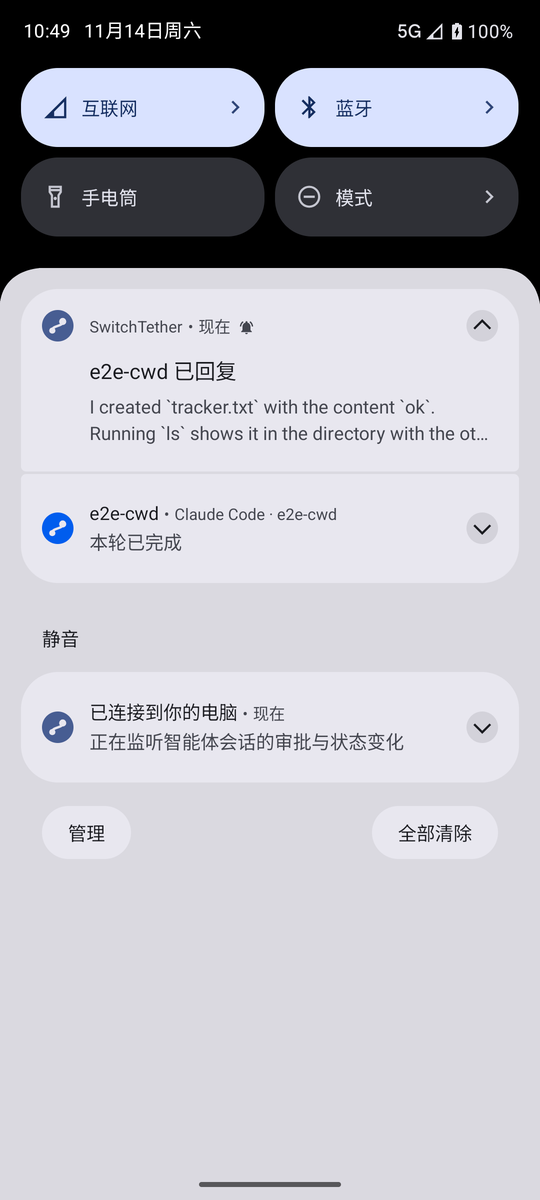 10:49 11月14日周六 5G 100%
互联网
蓝牙
手电筒
模式
SwitchTether • 现在
e2e-cwd 已回复
I created `tracker.txt` with the content `ok`.
Running `ls` shows it in the directory with the ot…
e2e-cwd • Claude Code · e2e-cwd
本轮已完成
静音
已连接到你的电脑 • 现在
正在监听智能体会话的审批与状态变化
管理
全部清除